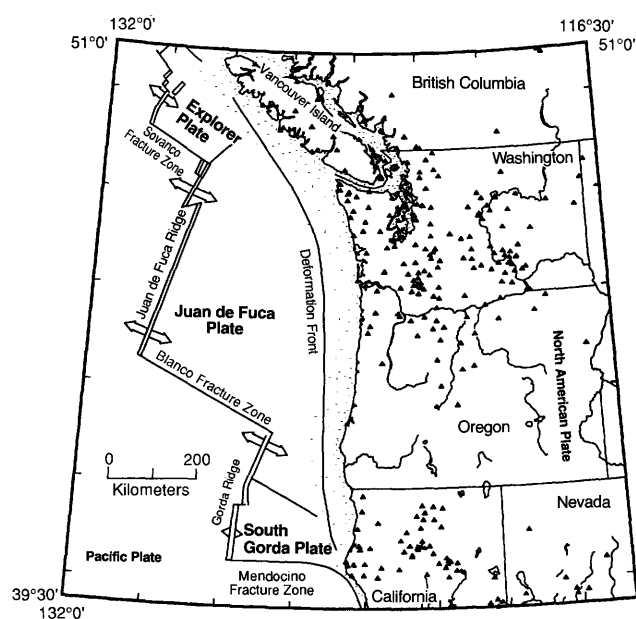 132°0'
116°30'
51°0'
51°0'
British Columbia
Vancouver Island
Explorer
Plate
Sovanco
Fracture Zone
Washington
Juan de Fuca Ridge
Deformation Front
Juan de Fuca
Plate
North American Plate
Blanco Fracture Zone
Oregon
0 200
Kilometers
Gorda Ridge
Nevada
South
Gorda Plate
Pacific Plate
Mendocino
Fracture Zone
California
39°30'
132°0'